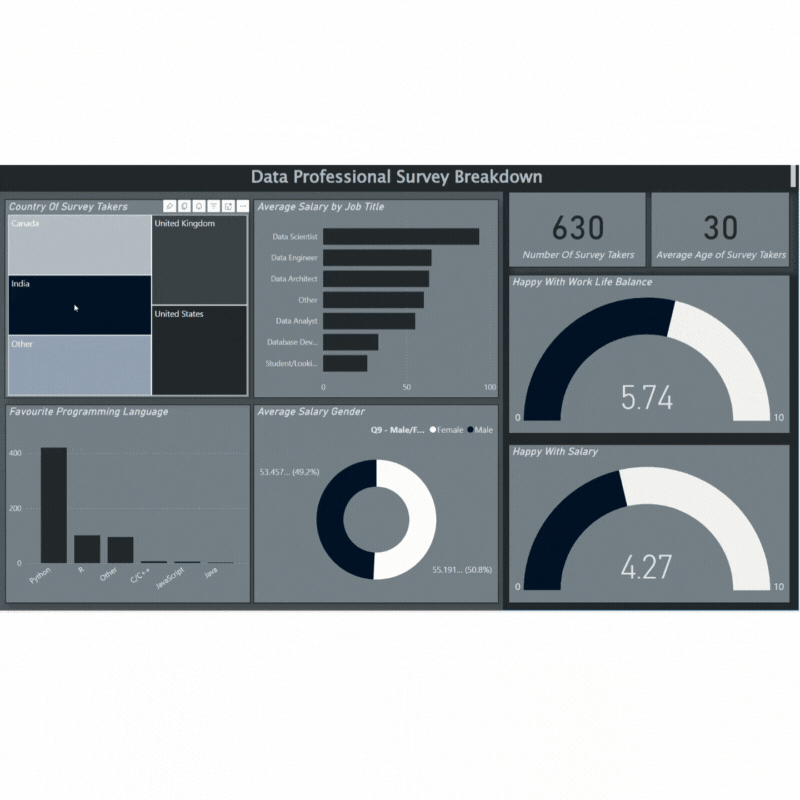 Data Professional Survey Breakdown
Country Of Survey Takers
Canada
India
Other
United Kingdom
United States
Average Salary by Job Title
Data Scientist
Data Engineer
Data Architect
Other
Data Analyst
Database Dev...
Student/Looki...
0 50 100
630
Number Of Survey Takers
30
Average Age of Survey Takers
Happy With Work Life Balance
5.74
0 10
Favourite Programming Language
400
200
0
Python R Other C/C++ JavaScript Java
Average Salary Gender
Q9 - Male/F... Female Male
53.457... (49.2%)
55.191... (50.8%)
Happy With Salary
4.27
0 10